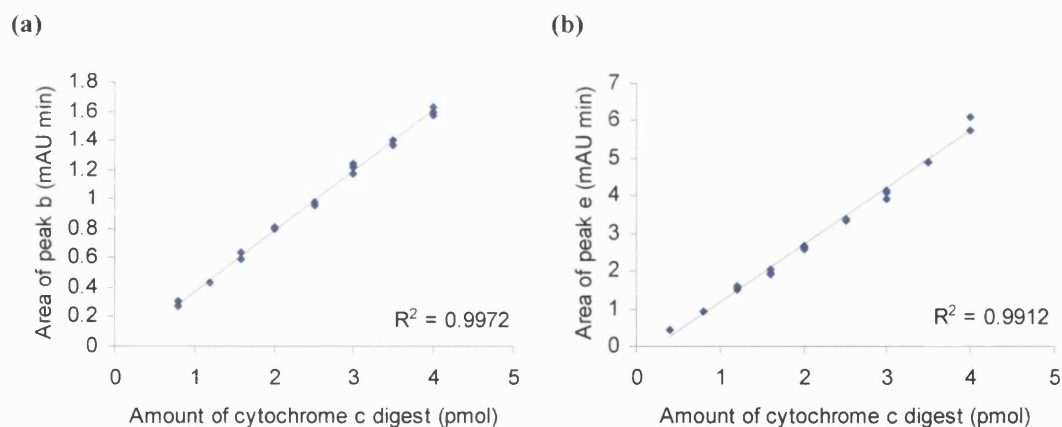 (a)
Area of peak b (mAU min)
1.8
1.6
1.4
1.2
1
0.8
0.6
0.4
0.2
0
R² = 0.9972
0 1 2 3 4 5
Amount of cytochrome c digest (pmol)
(b)
Area of peak e (mAU min)
7
6
5
4
3
2
1
0
R² = 0.9912
0 1 2 3 4 5
Amount of cytochrome c digest (pmol)